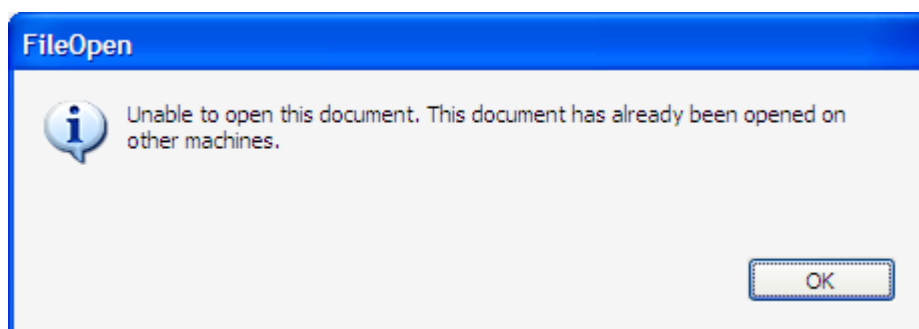 FileOpen
Unable to open this document. This document has already been opened on
other machines.
OK